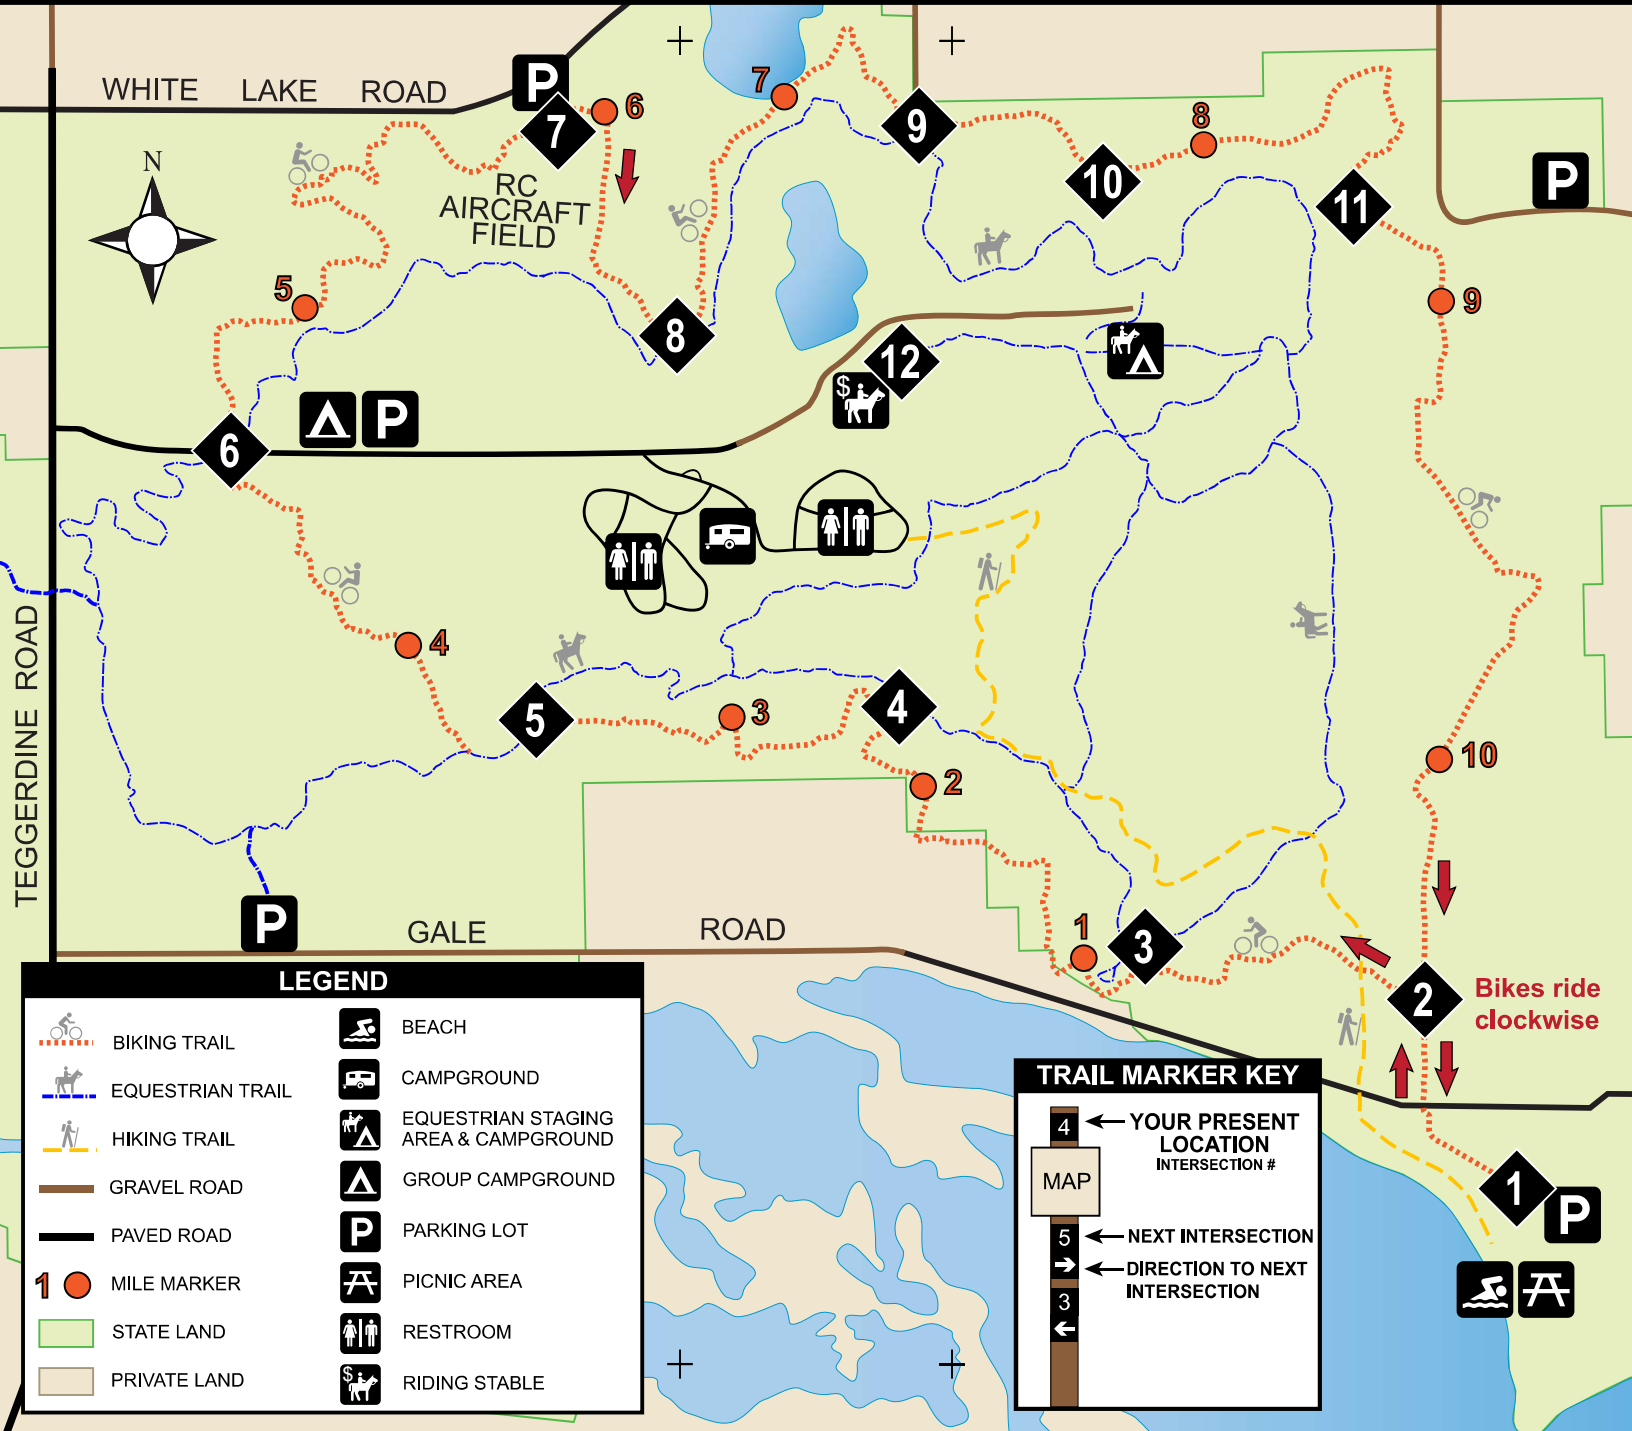 WHITE LAKE ROAD
P
7
6
7
9
8
10
11
P
N
RC
AIRCRAFT
FIELD
5
8
9
12
$
P
6
4
5
3
4
2
10
TEGGERDINE ROAD
P
GALE ROAD
1
3
2
Bikes ride
clockwise
1
P
LEGEND
BIKING TRAIL
EQUESTRIAN TRAIL
HIKING TRAIL
GRAVEL ROAD
PAVED ROAD
1 MILE MARKER
STATE LAND
PRIVATE LAND
BEACH
CAMPGROUND
EQUESTRIAN STAGING
AREA & CAMPGROUND
GROUP CAMPGROUND
P PARKING LOT
PICNIC AREA
RESTROOM
$ RIDING STABLE
TRAIL MARKER KEY
4 YOUR PRESENT
LOCATION
INTERSECTION #
MAP
5 NEXT INTERSECTION
DIRECTION TO NEXT
INTERSECTION
3